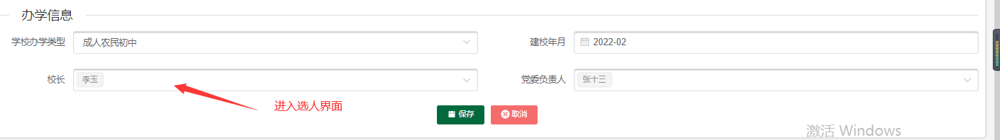 办学信息
学校办学类型 成人农民初中 建校年月 2022-02
校长 李玉 党委负责人 张十三
进入选人界面
保存 取消
激活 Windows